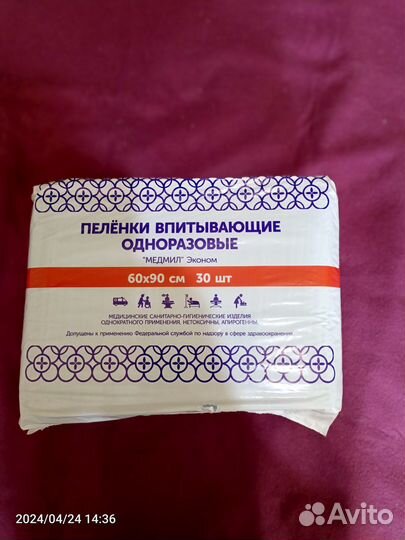 ПЕЛЁНКИ ВПИТЫВАЮЩИЕ
ОДНОРАЗОВЫЕ
"МЕДМИЛ" Эконом
60х90 см 30 шт
МЕДИЦИНСКИЕ САНИТАРНО-ГИГИЕНИЧЕСКИЕ ИЗДЕЛИЯ
ОДНОКРАТНОГО ПРИМЕНЕНИЯ, НЕТОКСИЧНЫ, АПИРОГЕННЫ.
Допущены к применению Федеральной службой по надзору в сфере здравоохранения
2024/04/24 14:36
Avito